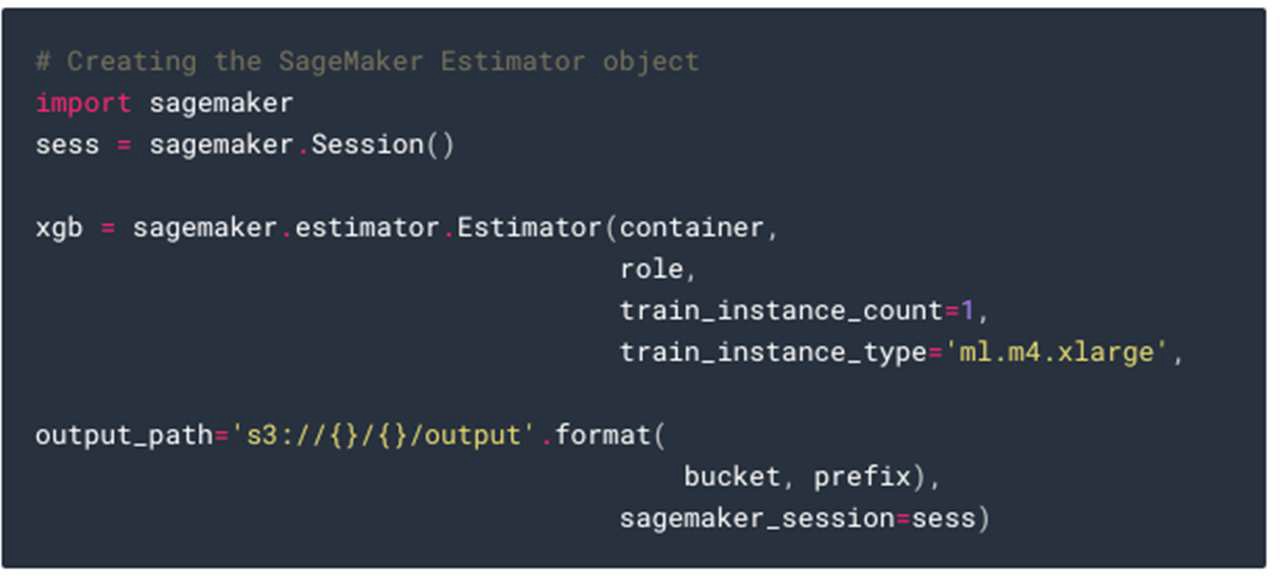 # Creating the SageMaker Estimator object
import sagemaker
sess = sagemaker.Session()
xgb = sagemaker.estimator.Estimator(container,
role,
train_instance_count=1,
train_instance_type='ml.m4.xlarge',
output_path='s3://{}/{}/output'.format(
bucket, prefix),
sagemaker_session=sess)